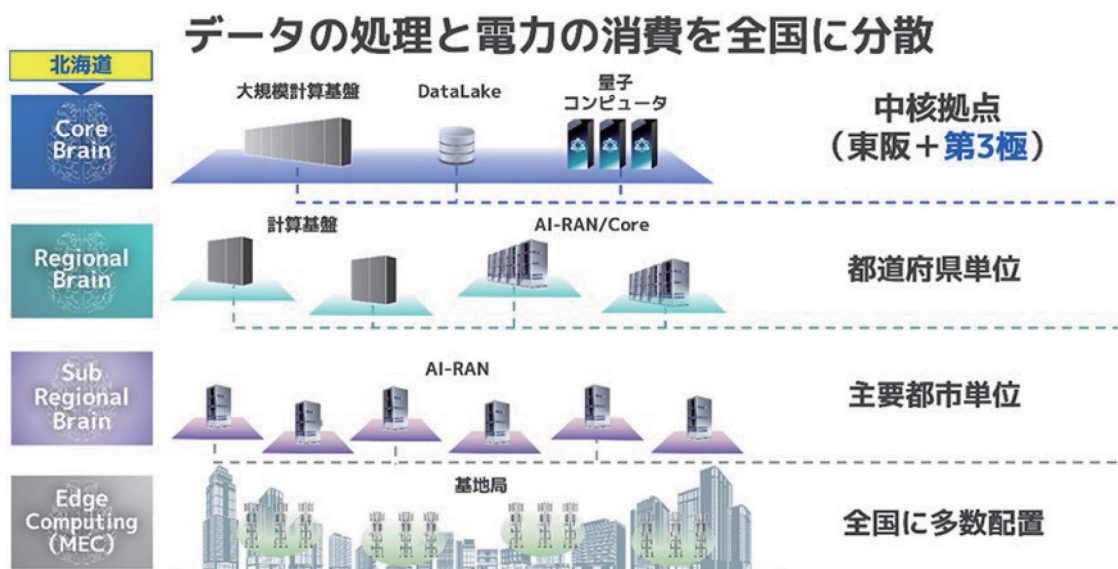 データの処理と電力の消費を全国に分散
北海道
Core
Brain
大規模計算基盤
DataLake
量子
コンピュータ
中核拠点
（東阪＋第3極）
Regional
Brain
計算基盤
AI-RAN/Core
都道府県単位
Sub
Regional
Brain
AI-RAN
主要都市単位
Edge
Computing
(MEC)
基地局
全国に多数配置